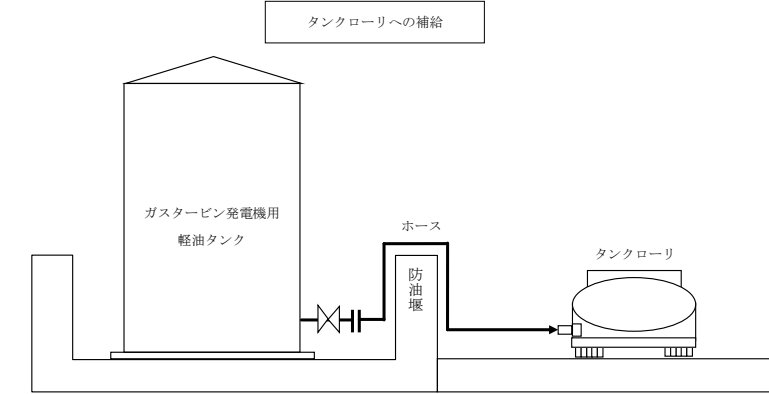 タンクローリへの補給
ガスタービン発電機用
軽油タンク
ホース
防油堰
タンクローリ